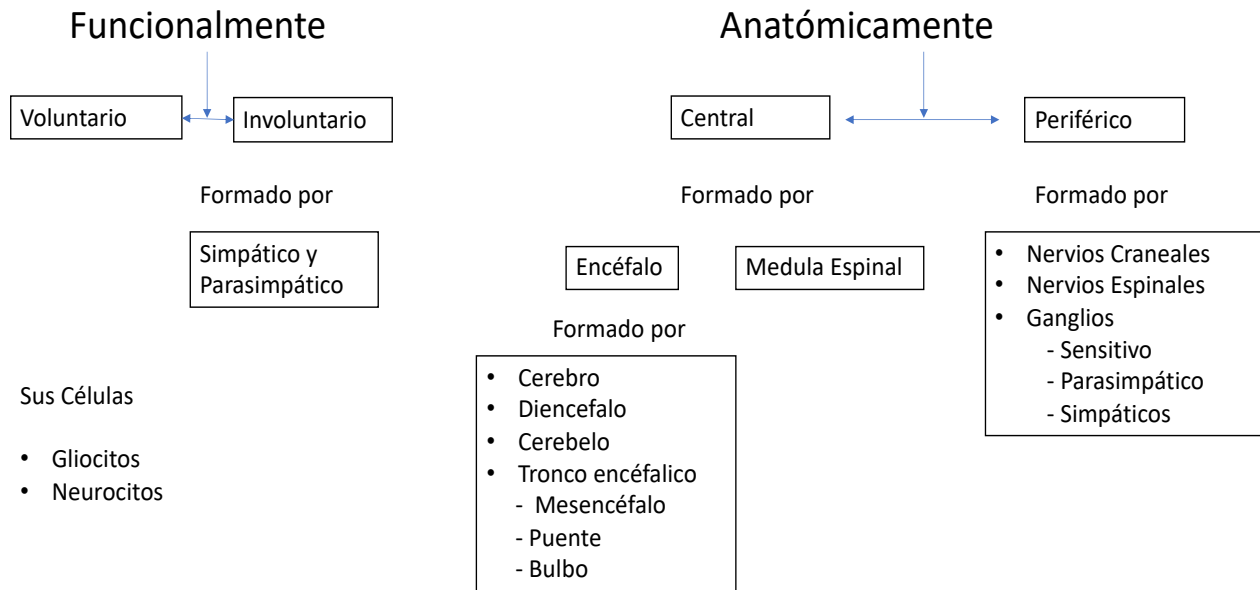 Funcionalmente
Voluntario
Involuntario
Formado por
Simpático y
Parasimpático
Sus Células
• Gliocitos
• Neurocitos
Anatómicamente
Central
Periférico
Formado por
Encéfalo
Medula Espinal
Formado por
• Cerebro
• Diencefalo
• Cerebelo
• Tronco encéfalico
- Mesencéfalo
- Puente
- Bulbo
Formado por
• Nervios Craneales
• Nervios Espinales
• Ganglios
- Sensitivo
- Parasimpático
- Simpáticos